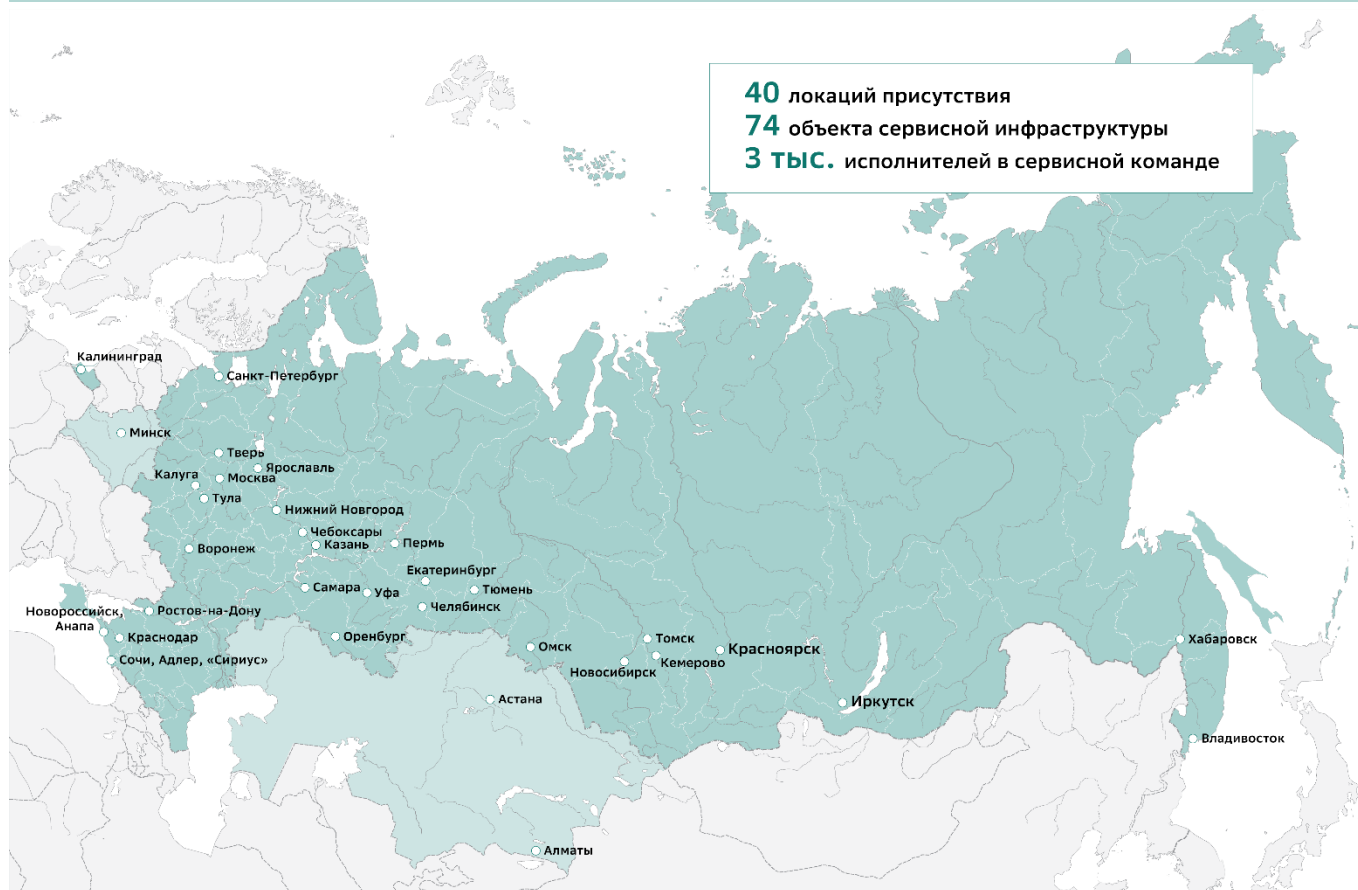 40 локаций присутствия
74 объекта сервисной инфраструктуры
3 тыс. исполнителей в сервисной команде
Калининград
Санкт-Петербург
Минск
Тверь
Ярославль
Калуга
Москва
Тула
Нижний Новгород
Чебоксары
Казань
Пермь
Воронеж
Екатеринбург
Самара
Уфа
Тюмень
Челябинск
Новороссийск,
Анапа
Ростов-на-Дону
Краснодар
Оренбург
Сочи, Адлер, «Сириус»
Омск
Томск
Новосибирск
Кемерово
Красноярск
Хабаровск
Астана
Иркутск
Владивосток
Алматы